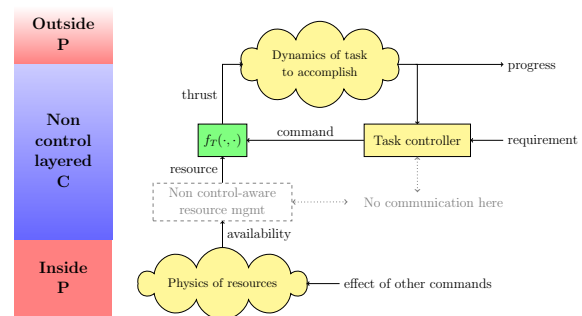 Outside
P
Non
control
layered
C
Inside
P
Dynamics of task
to accomplish
progress
thrust
f_T(·,·)
command
Task controller
requirement
resource
Non control-aware
resource mgmt
No communication here
availability
Physics of resources
effect of other commands